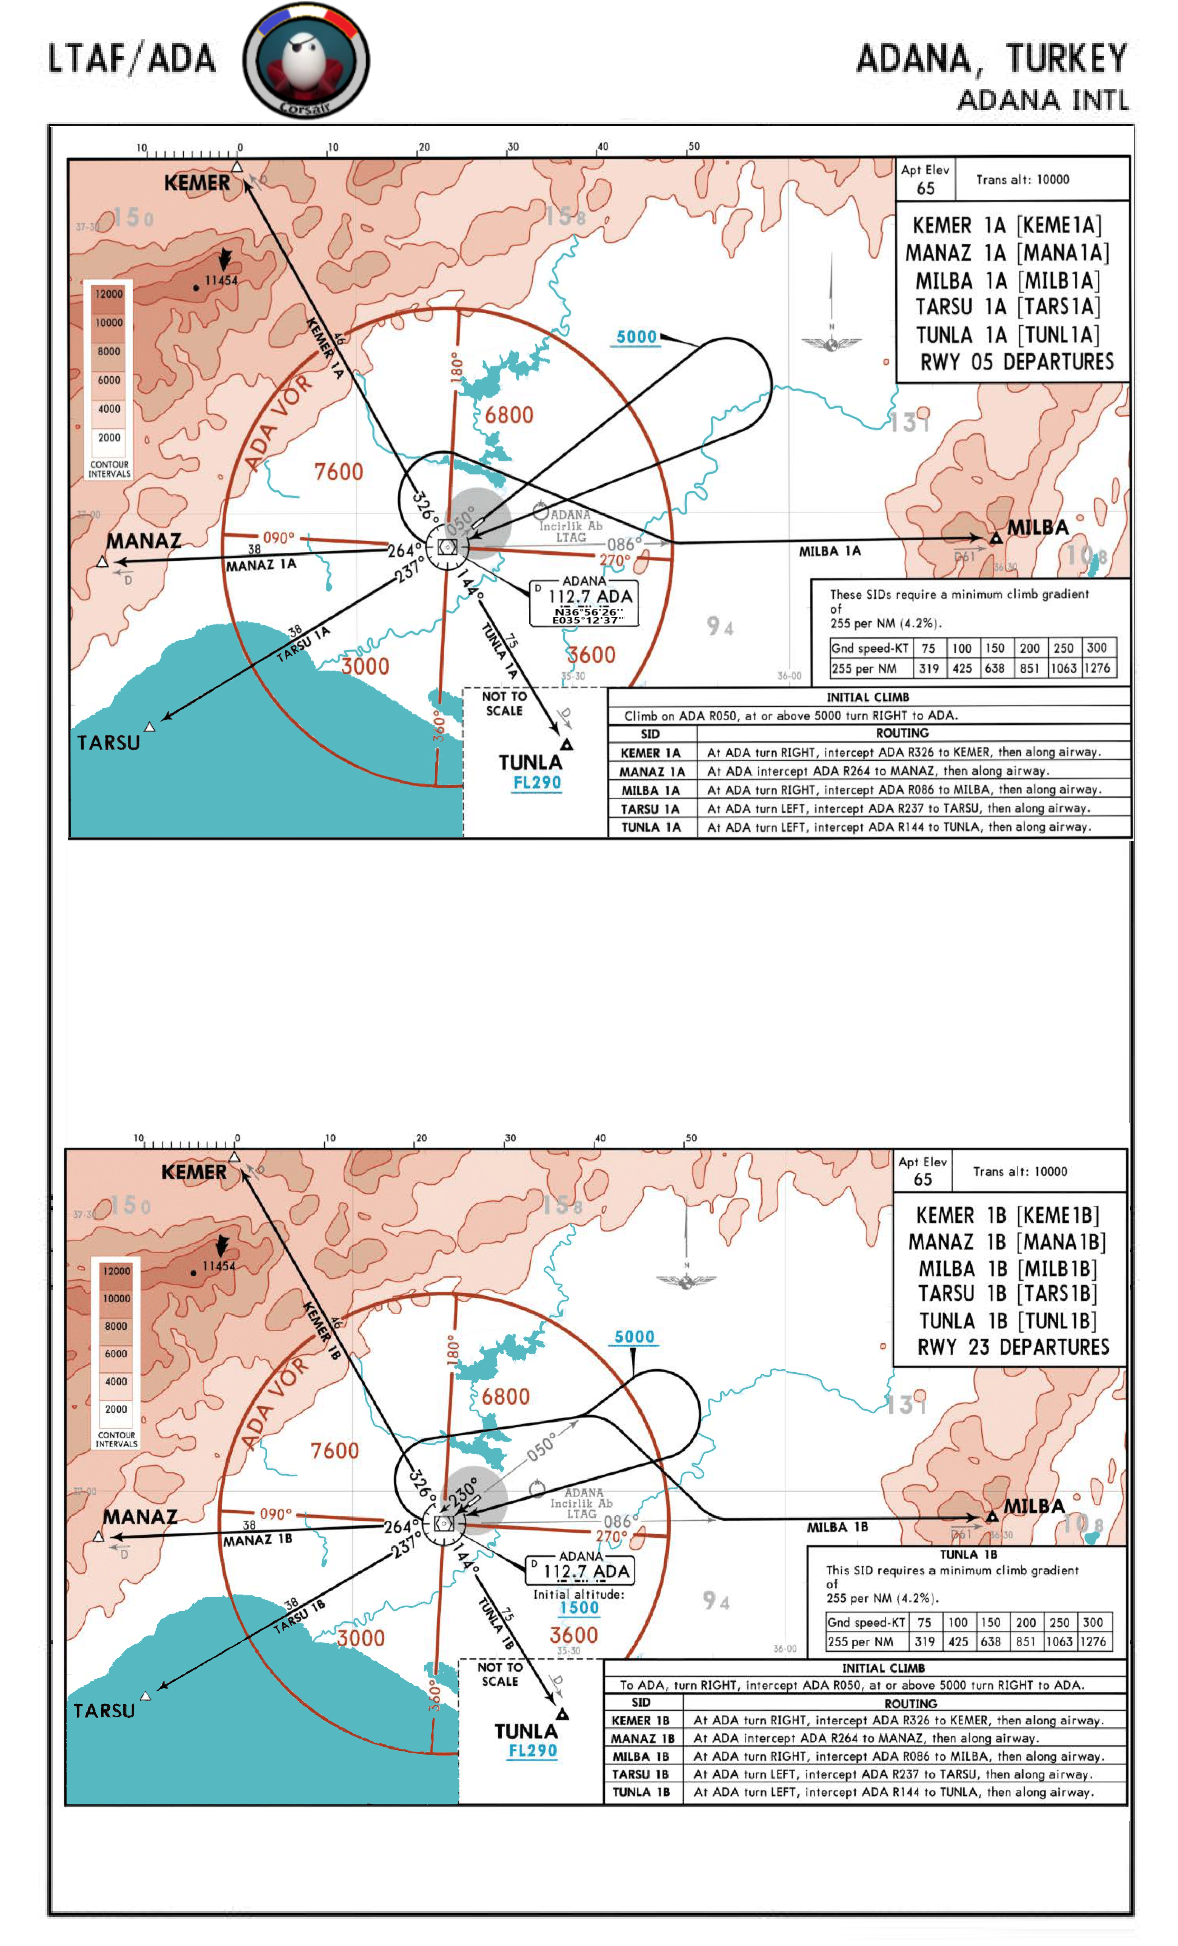 LTAF/ADA
Corsair
ADANA, TURKEY
ADANA INTL
10 0 10 20 30 40 50
KEMER
D
15 0
15 8
37-30
11454
12000
10000
8000
6000
4000
2000
CONTOUR
INTERVALS
Apt Elev
65
Trans alt: 10000
KEMER 1A [KEME1A]
MANAZ 1A [MANA1A]
MILBA 1A [MILB1A]
TARSU 1A [TARS1A]
TUNLA 1A [TUNL1A]
RWY 05 DEPARTURES
N
46
KEMER 1A
5000
180°
ADA VOR
6800
7600
13 1
326°
050°
37-00
ADANA
Incirlik Ab
LTAG
MILBA
MANAZ
090°
38
MANAZ 1A
264°
237°
086°
270°
MILBA 1A
D61
36-30
10 8
D
144°
ADANA
D 112.7 ADA
N36°56'26"
E035°12'37"
38
TARSU 1A
75
TUNLA 1A
9 4
3000
3600
35-30
36-00
360°
TARSU
NOT TO
SCALE
D
TUNLA
FL290
These SIDs require a minimum climb gradient
of
255 per NM (4.2%).
Gnd speed-KT 75 100 150 200 250 300
255 per NM 319 425 638 851 1063 1276
INITIAL CLIMB
Climb on ADA R050, at or above 5000 turn RIGHT to ADA.
SID ROUTING
KEMER 1A At ADA turn RIGHT, intercept ADA R326 to KEMER, then along airway.
MANAZ 1A At ADA intercept ADA R264 to MANAZ, then along airway.
MILBA 1A At ADA turn RIGHT, intercept ADA R086 to MILBA, then along airway.
TARSU 1A At ADA turn LEFT, intercept ADA R237 to TARSU, then along airway.
TUNLA 1A At ADA turn LEFT, intercept ADA R144 to TUNLA, then along airway.
10 0 10 20 30 40 50
KEMER
D
15 0
15 8
37-30
11454
12000
10000
8000
6000
4000
2000
CONTOUR
INTERVALS
Apt Elev
65
Trans alt: 10000
KEMER 1B [KEME1B]
MANAZ 1B [MANA1B]
MILBA 1B [MILB1B]
TARSU 1B [TARS1B]
TUNLA 1B [TUNL1B]
RWY 23 DEPARTURES
N
46
KEMER 1B
5000
180°
ADA VOR
6800
7600
13 1
050°
326°
230°
37-00
ADANA
Incirlik Ab
LTAG
MILBA
MANAZ
090°
38
MANAZ 1B
264°
237°
086°
270°
MILBA 1B
D61
36-30
10 8
D
144°
ADANA
D 112.7 ADA
Initial altitude:
1500
38
TARSU 1B
75
TUNLA 1B
9 4
3000
3600
35-30
36-00
360°
TARSU
NOT TO
SCALE
D
TUNLA
FL290
TUNLA 1B
This SID requires a minimum climb gradient
of
255 per NM (4.2%).
Gnd speed-KT 75 100 150 200 250 300
255 per NM 319 425 638 851 1063 1276
INITIAL CLIMB
To ADA, turn RIGHT, intercept ADA R050, at or above 5000 turn RIGHT to ADA.
SID ROUTING
KEMER 1B At ADA turn RIGHT, intercept ADA R326 to KEMER, then along airway.
MANAZ 1B At ADA intercept ADA R264 to MANAZ, then along airway.
MILBA 1B At ADA turn RIGHT, intercept ADA R086 to MILBA, then along airway.
TARSU 1B At ADA turn LEFT, intercept ADA R237 to TARSU, then along airway.
TUNLA 1B At ADA turn LEFT, intercept ADA R144 to TUNLA, then along airway.